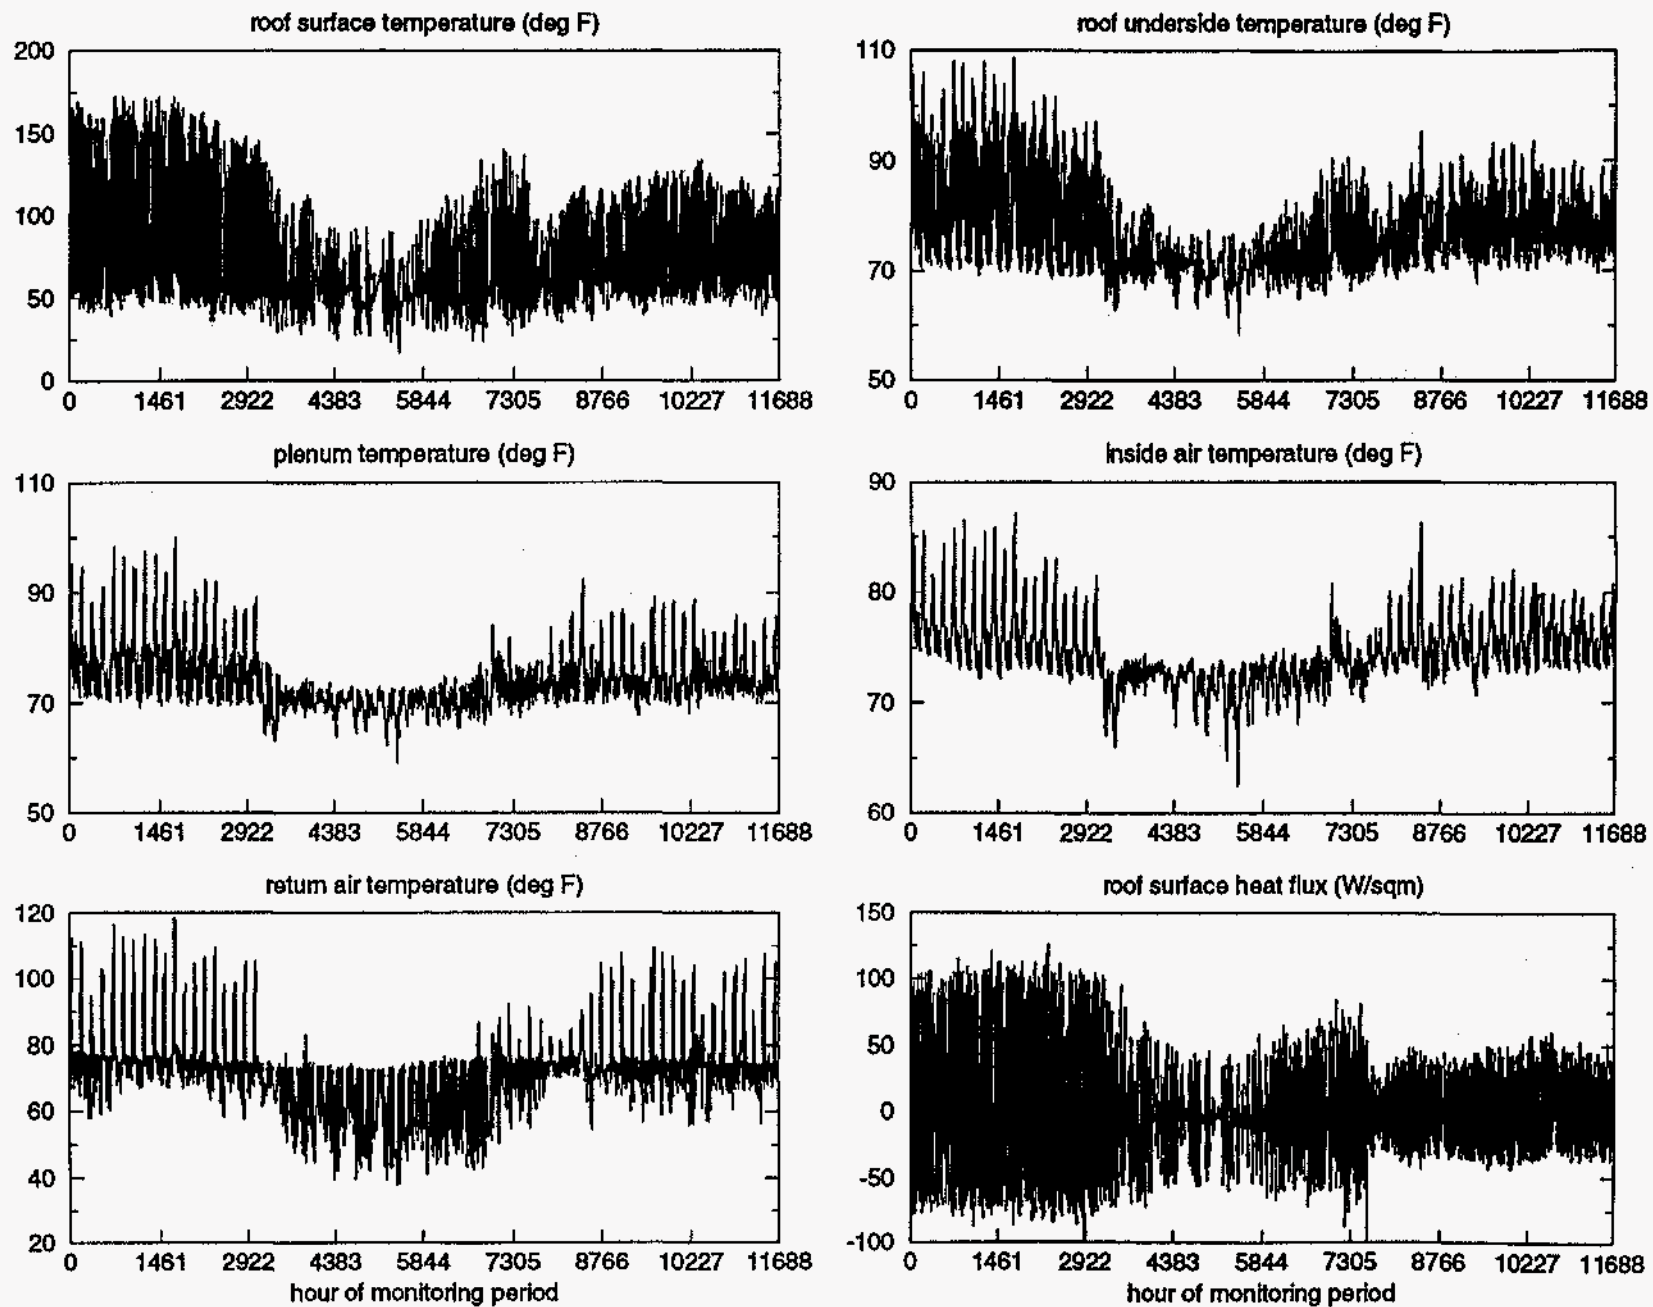 roof surface temperature (deg F)
200
150
100
50
0
0 1461 2922 4383 5844 7305 8766 10227 11688
roof underside temperature (deg F)
110
90
70
50
0 1461 2922 4383 5844 7305 8766 10227 11688
plenum temperature (deg F)
110
90
70
50
0 1461 2922 4383 5844 7305 8766 10227 11688
inside air temperature (deg F)
90
80
70
60
0 1461 2922 4383 5844 7305 8766 10227 11688
return air temperature (deg F)
120
100
80
60
40
20
0 1461 2922 4383 5844 7305 8766 10227 11688
hour of monitoring period
roof surface heat flux (W/sqm)
150
100
50
0
-50
-100
0 1461 2922 4383 5844 7305 8766 10227 11688
hour of monitoring period